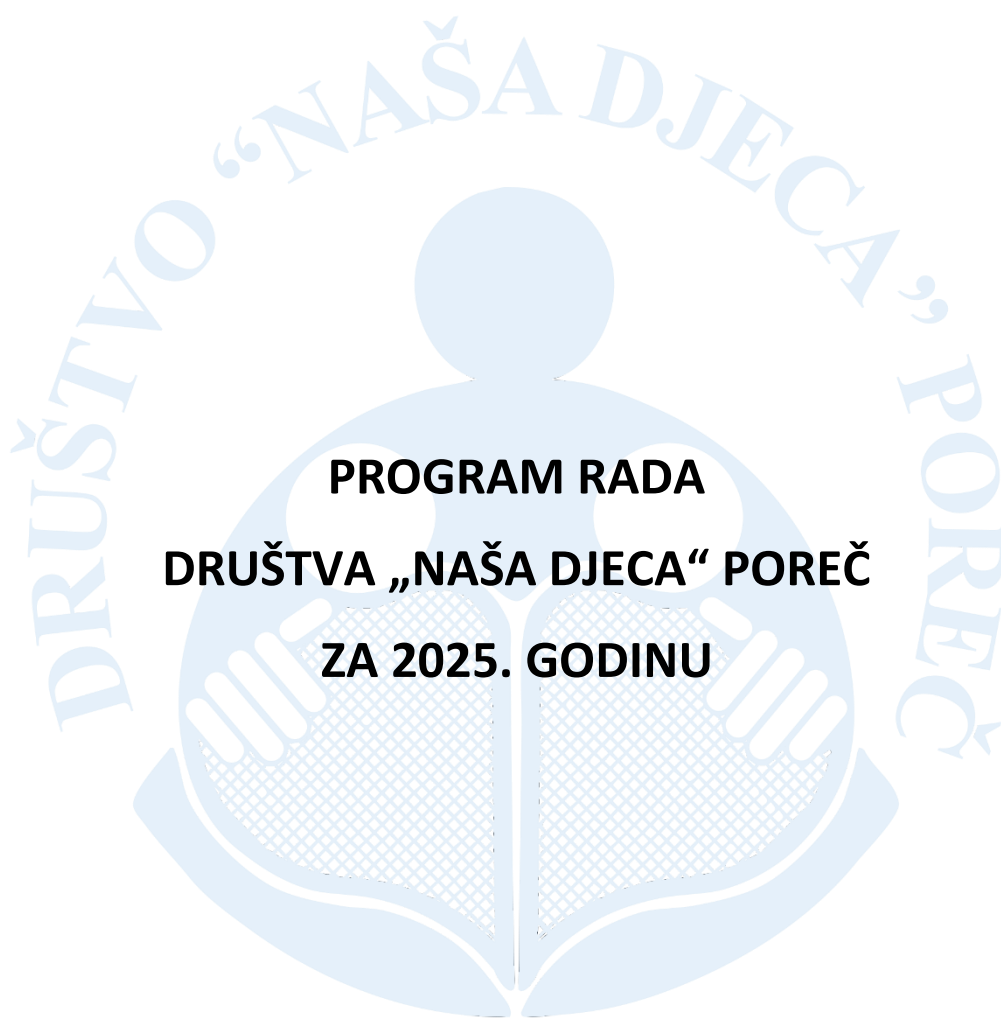 DRUŠTVO “NAŠA DJECA” POREČ
PROGRAM RADA
DRUŠTVA „NAŠA DJECA“ POREČ
ZA 2025. GODINU